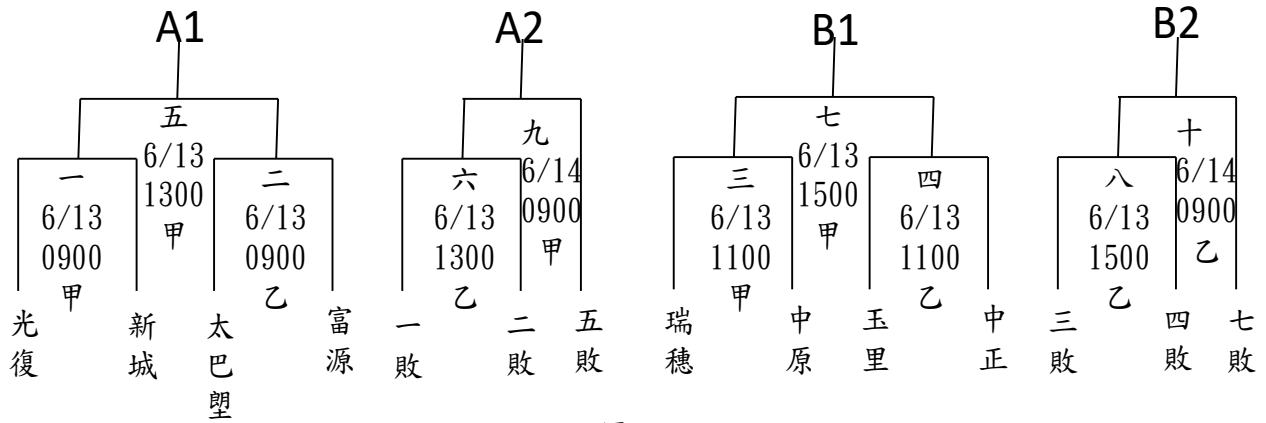 A1
A2
B1
B2
五
6/13
1300
甲
九
6/14
0900
甲
七
6/13
1500
甲
十
6/14
0900
乙
一
6/13
0900
甲
二
6/13
0900
乙
六
6/13
1300
乙
三
6/13
1100
甲
四
6/13
1100
乙
八
6/13
1500
乙
光復
新城
太巴塱
富源
一敗
二敗
五敗
瑞穗
中原
玉里
中正
三敗
四敗
七敗